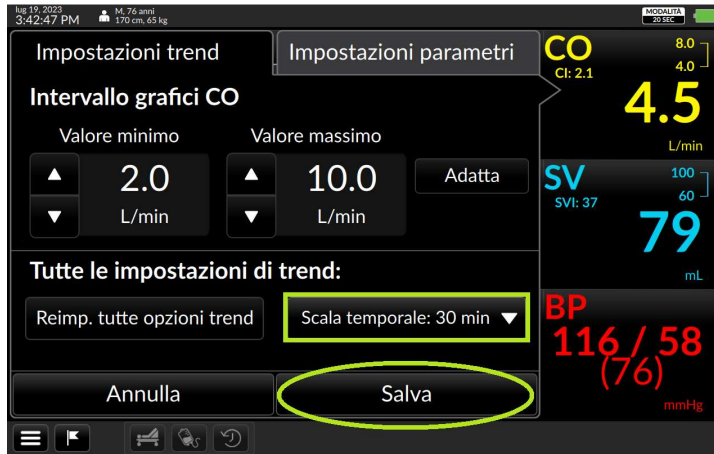 lug 19, 2023
3:42:47 PM
M, 76 anni
170 cm, 65 kg
MODALITÀ
20 SEC
Impostazioni trend
Impostazioni parametri
Intervallo grafici CO
Valore minimo
Valore massimo
2.0
L/min
10.0
L/min
Adatta
Tutte le impostazioni di trend:
Reimp. tutte opzioni trend
Scala temporale: 30 min
Annulla
Salva
CO
CI: 2.1
8.0
4.0
4.5
L/min
SV
SVI: 37
100
60
79
mL
BP
116 / 58
(76)
mmHg